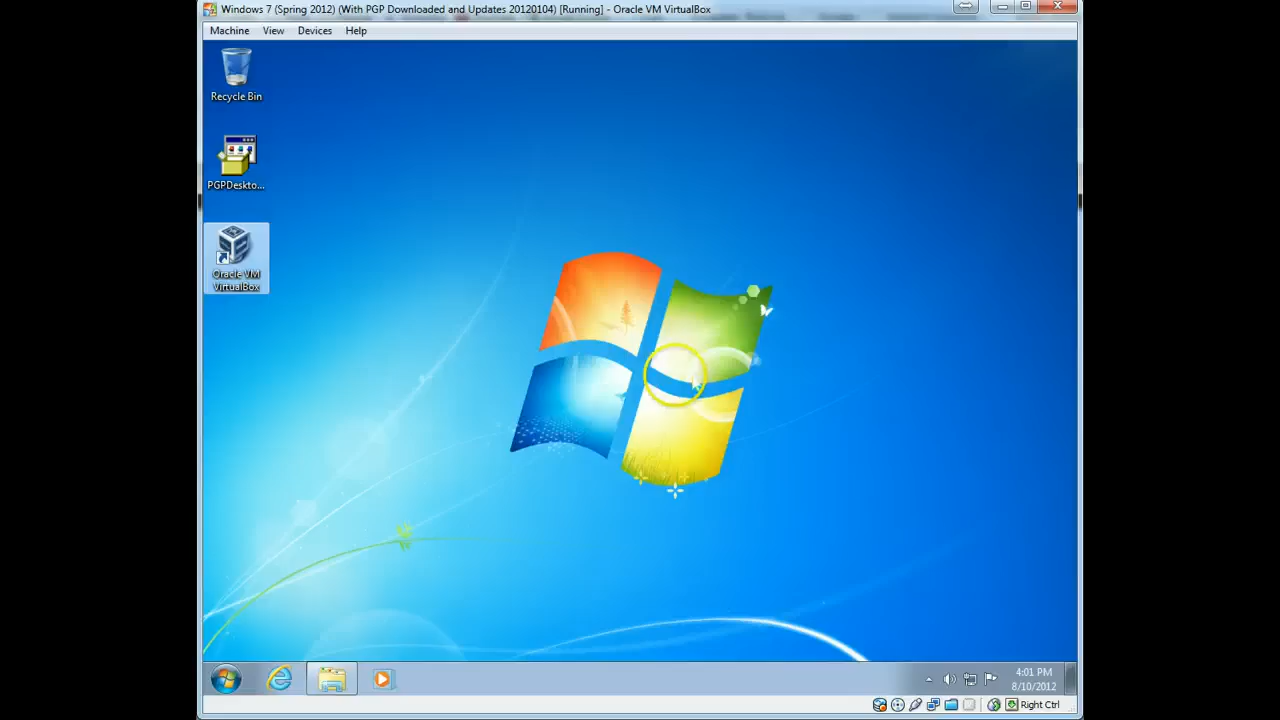 Windows 7 (Spring 2012) (With PGP Downloaded and Updates 20120104) [Running] - Oracle VM VirtualBox
Machine View Devices Help
Recycle Bin
PGPDeskto...
Oracle VM
VirtualBox
4:01 PM
8/10/2012
Right Ctrl